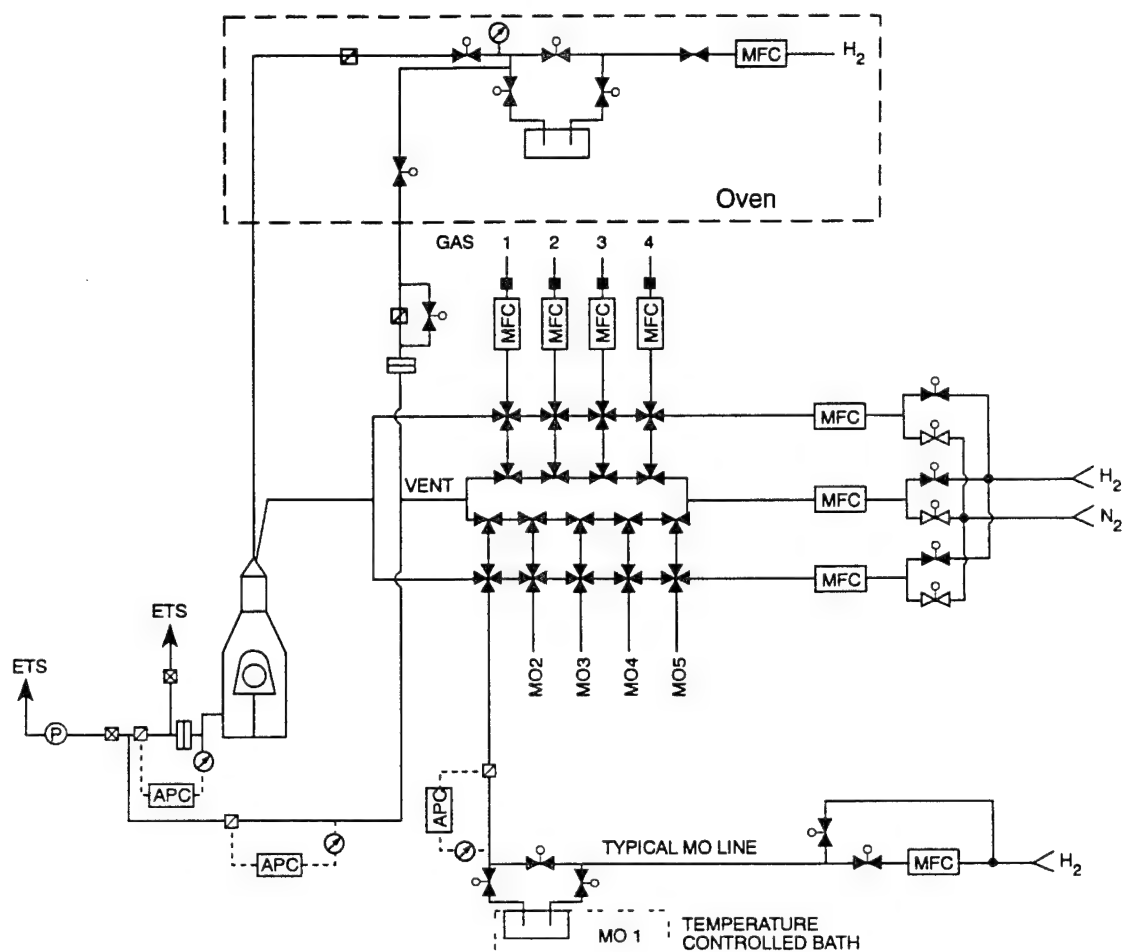 MFC
H2
Oven
GAS 1 2 3 4
MFC MFC MFC MFC
MFC
VENT
H2
MFC
N2
MFC
ETS
ETS
MO2 MO3 MO4 MO5
P
APC
APC
APC
TYPICAL MO LINE
MFC
H2
MO 1
TEMPERATURE
CONTROLLED BATH